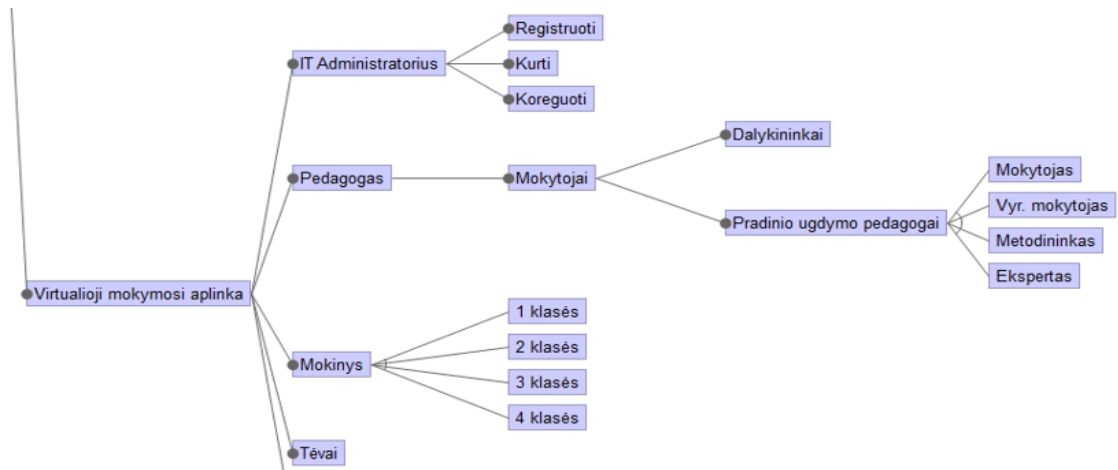 Registruoti
IT Administratorius
Kurti
Koreguoti
Dalykininkai
Mokytojas
Pedagogas
Mokytojai
Vyr. mokytojas
Pradinio ugdymo pedagogai
Metodininkas
Ekspertas
Virtualioji mokymosi aplinka
1 klasės
2 klasės
Mokinys
3 klasės
4 klasės
Tėvai